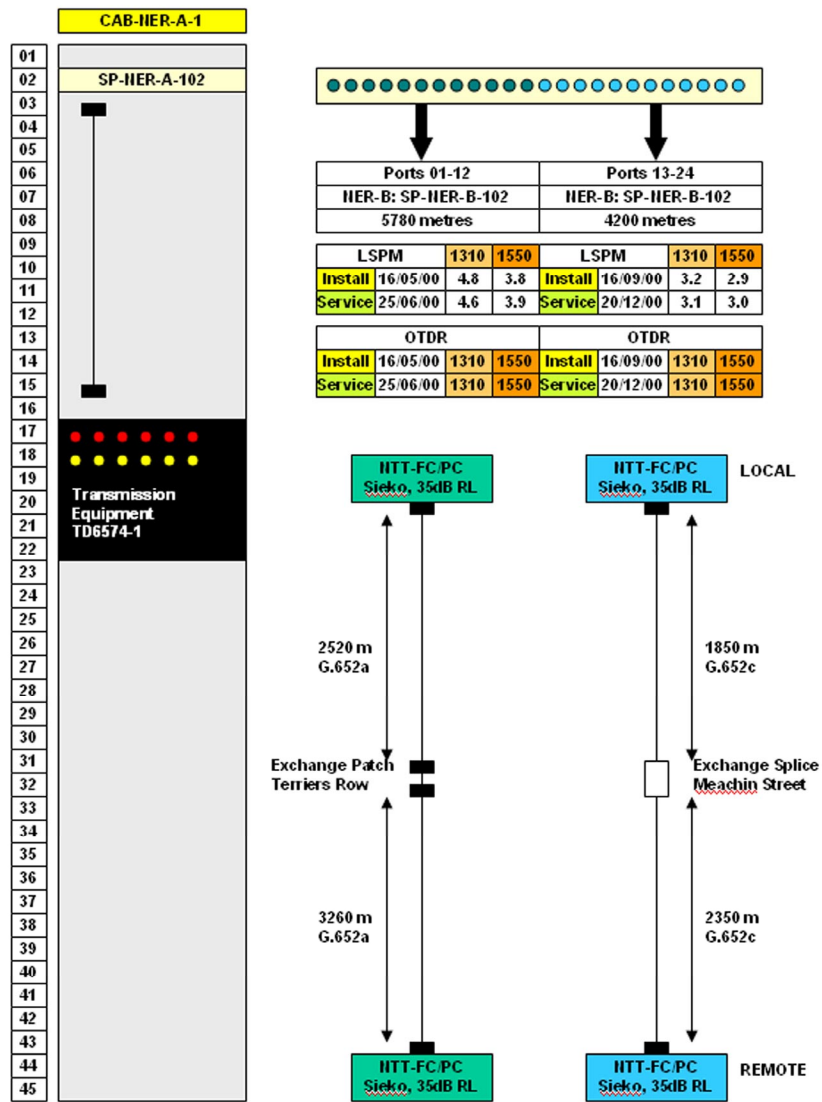 CAB-NER-A-1
01
02
SP-NER-A-102
03
04
05
06
07
08
09
10
11
12
13
14
15
16
17
18
19
20
21
22
Transmission
Equipment
TD6574-1
23
24
25
26
27
28
29
30
31
32
33
34
35
36
37
38
39
40
41
42
43
44
45
Ports 01-12 Ports 13-24
NER-B: SP-NER-B-102 NER-B: SP-NER-B-102
5780 metres 4200 metres
LSPM 1310 1550 LSPM 1310 1550
Install 16/05/00 4.8 3.8 Install 16/09/00 3.2 2.9
Service 25/06/00 4.6 3.9 Service 20/12/00 3.1 3.0
OTDR OTDR
Install 16/05/00 1310 1550 Install 16/09/00 1310 1550
Service 25/06/00 1310 1550 Service 20/12/00 1310 1550
NTT-FC/PC
Sieko, 35dB RL
NTT-FC/PC
Sieko, 35dB RL
LOCAL
2520 m
G.652a
1850 m
G.652c
Exchange Patch
Terriers Row
Exchange Splice
Meachin Street
3260 m
G.652a
2350 m
G.652c
NTT-FC/PC
Sieko, 35dB RL
NTT-FC/PC
Sieko, 35dB RL
REMOTE